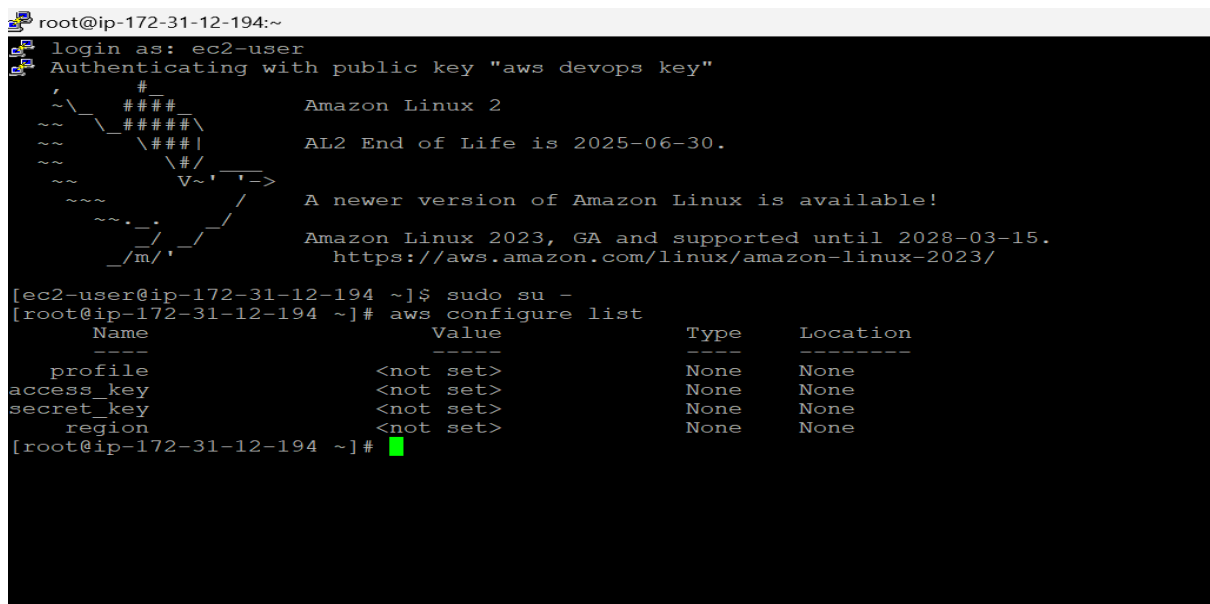 root@ip-172-31-12-194:~
login as: ec2-user
Authenticating with public key "aws devops key"
   ,     #_
   ~\_  ####_        Amazon Linux 2
  ~~  \_#####\
  ~~     \###|       AL2 End of Life is 2025-06-30.
  ~~       \#/ ___
   ~~       V~' '->
    ~~~         /    A newer version of Amazon Linux is available!
      ~~._.   _/
         _/ _/       Amazon Linux 2023, GA and supported until 2028-03-15.
       _/m/'           https://aws.amazon.com/linux/amazon-linux-2023/
[ec2-user@ip-172-31-12-194 ~]$ sudo su -
[root@ip-172-31-12-194 ~]# aws configure list
      Name                    Value             Type    Location
      ----                    -----             ----    --------
   profile                <not set>             None    None
access_key                <not set>             None    None
secret_key                <not set>             None    None
    region                <not set>             None    None
[root@ip-172-31-12-194 ~]#